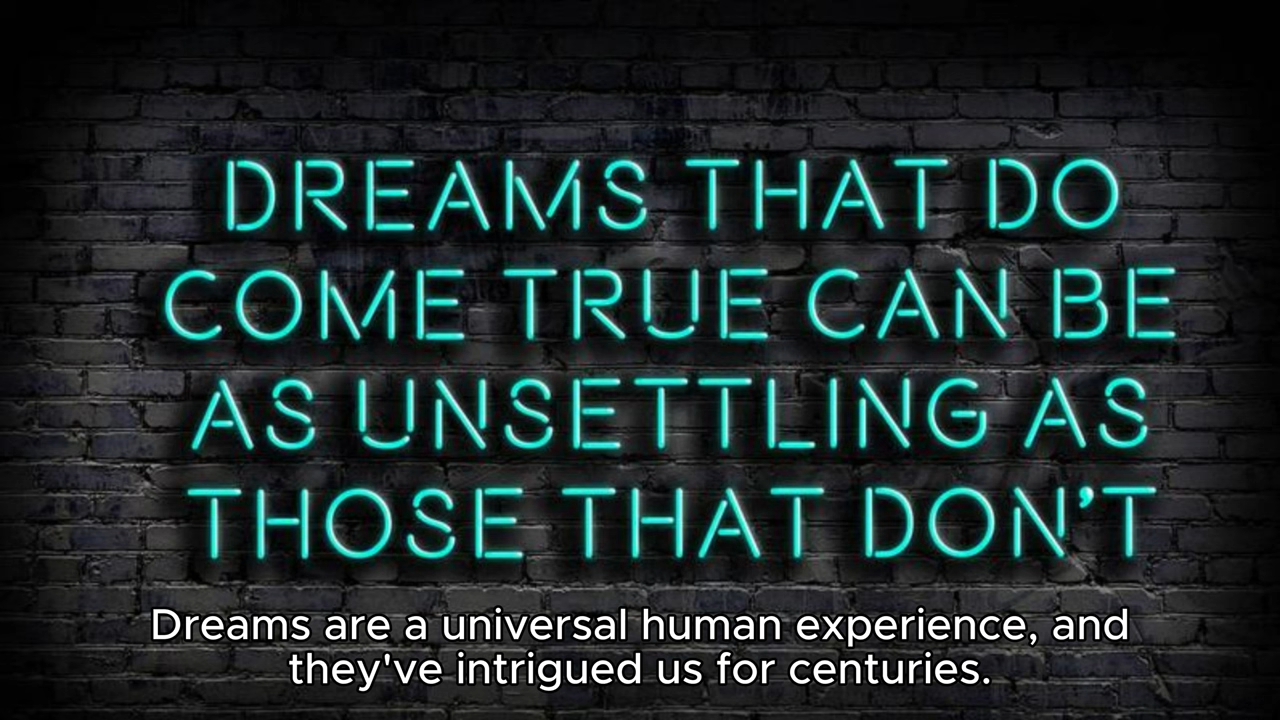 DREAMS THAT DO
COME TRUE CAN BE
AS UNSETTLING AS
THOSE THAT DON'T
Dreams are a universal human experience, and
they've intrigued us for centuries.